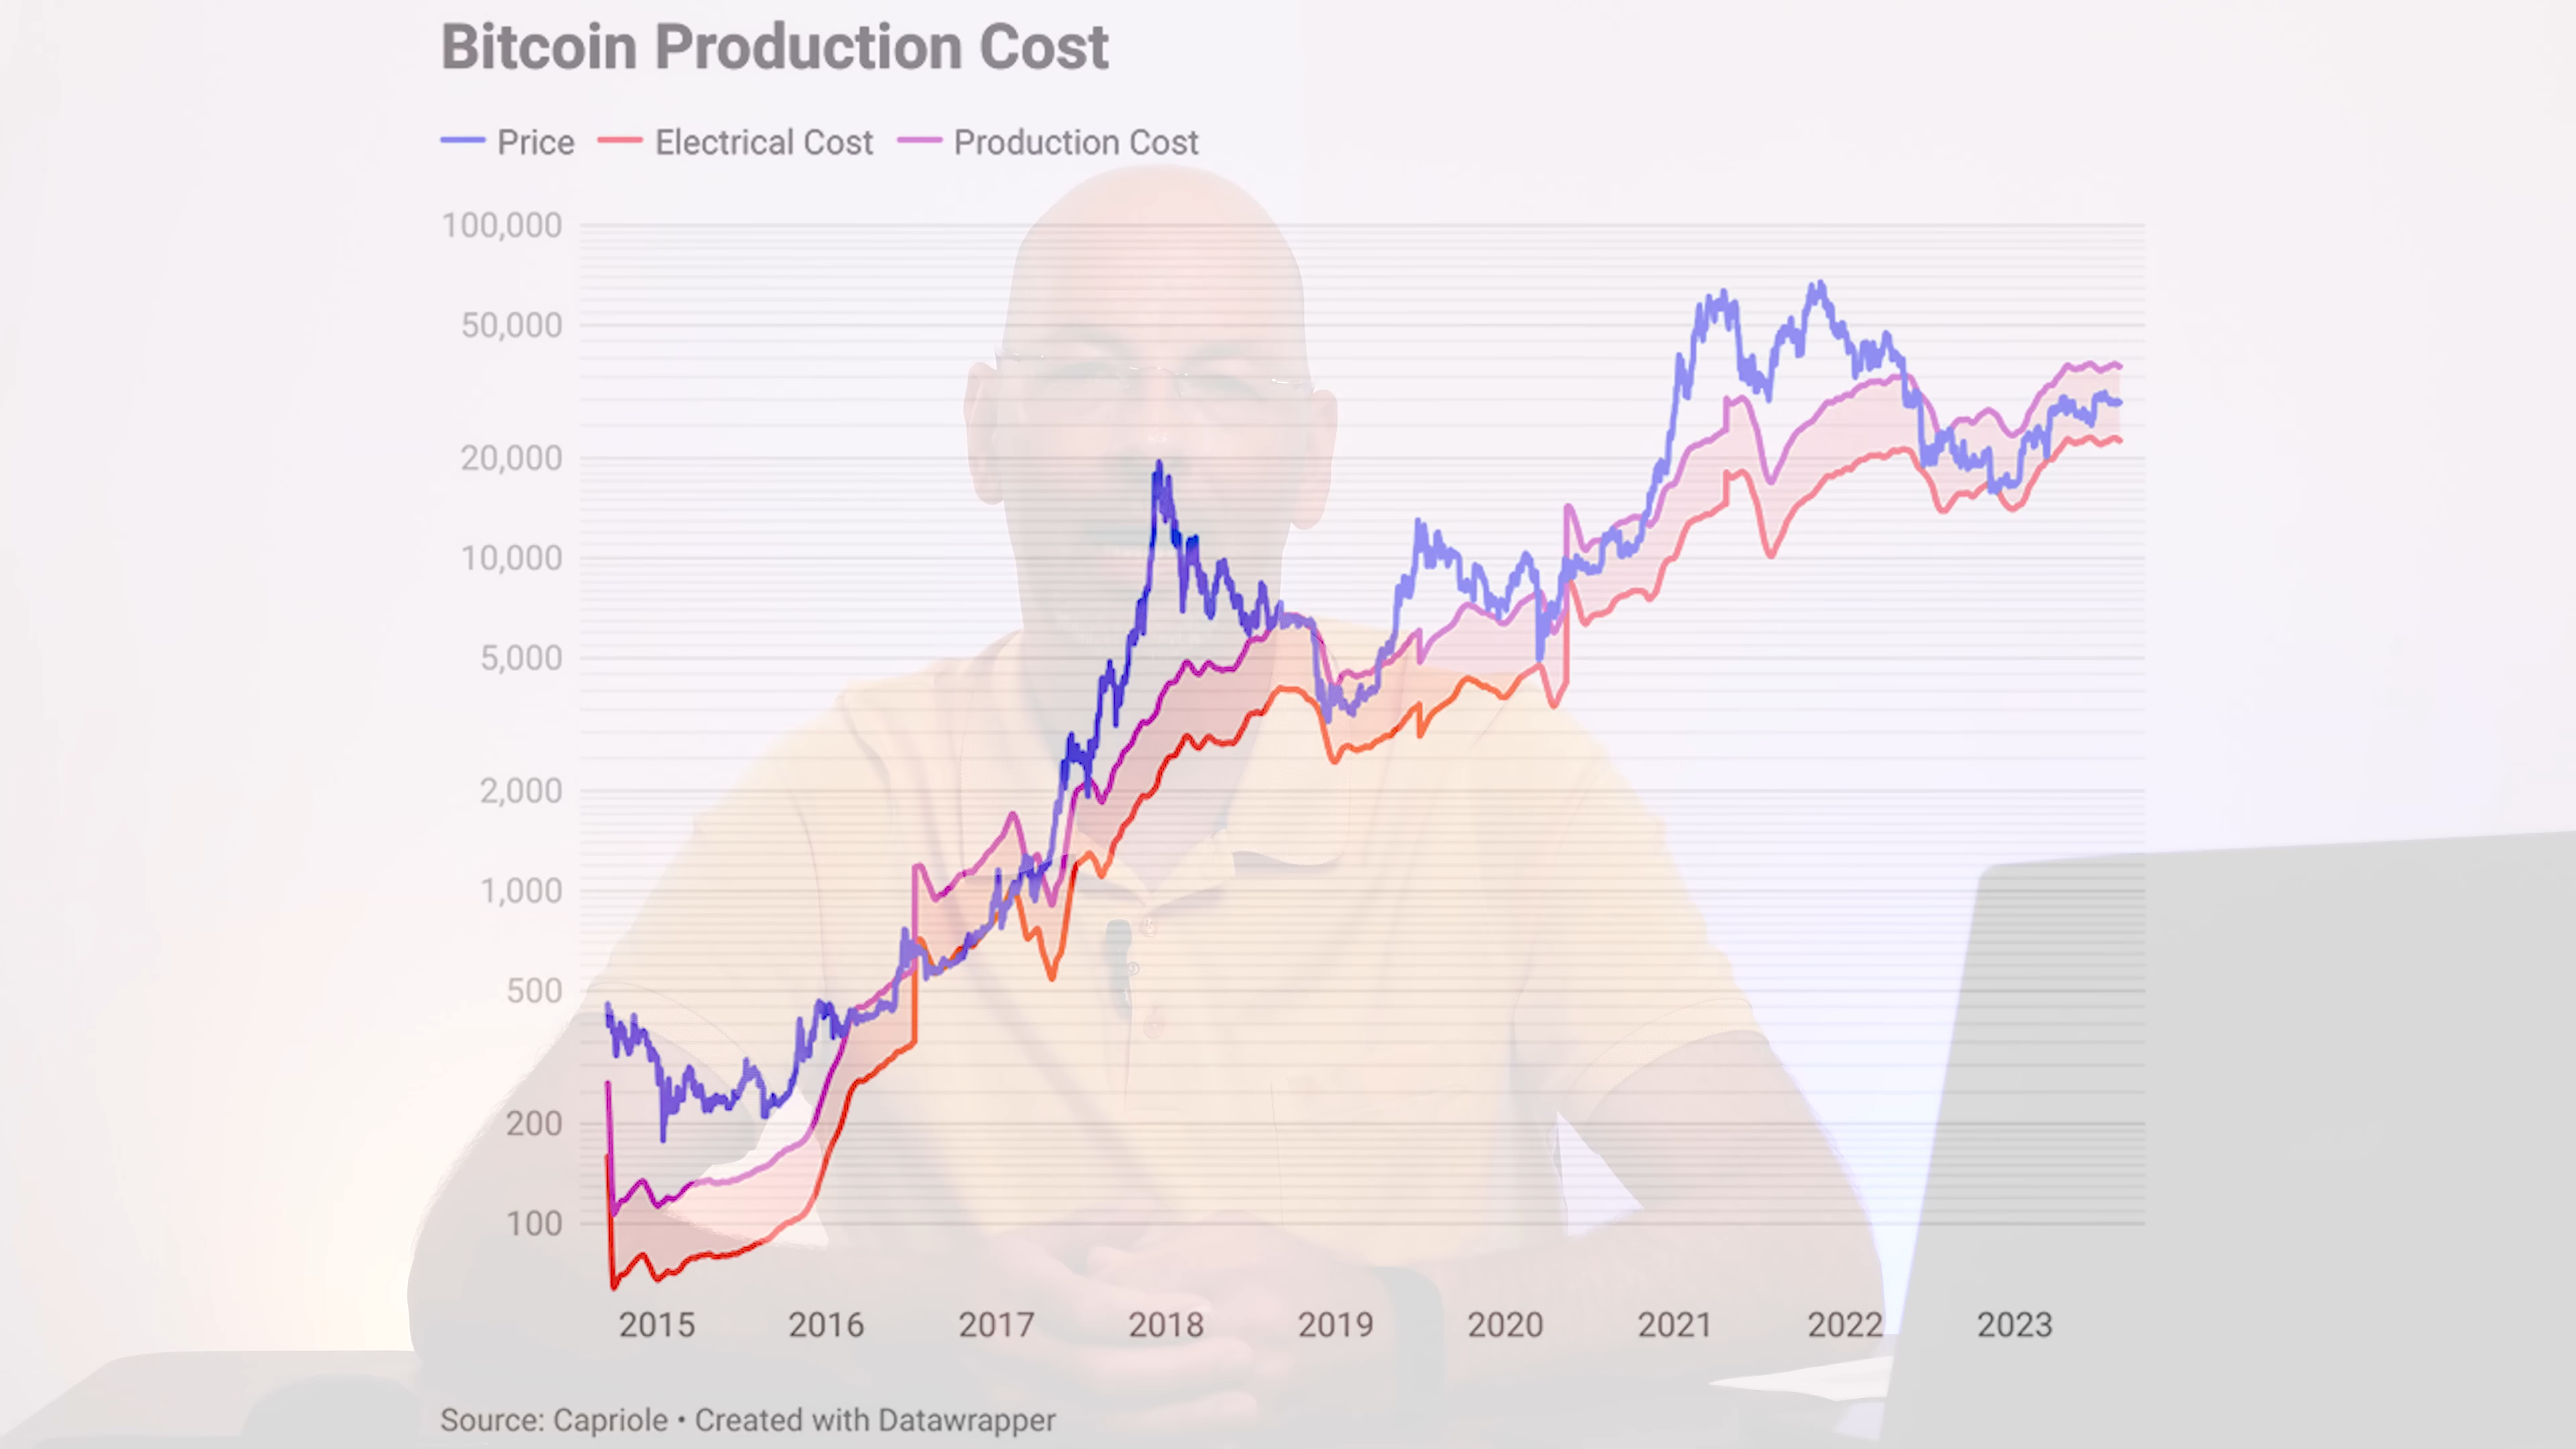 Bitcoin Production Cost
Price Electrical Cost Production Cost
100,000
50,000
20,000
10,000
5,000
2,000
1,000
500
200
100
2015 2016 2017 2018 2019 2020 2021 2022 2023
Source: Capriole • Created with Datawrapper